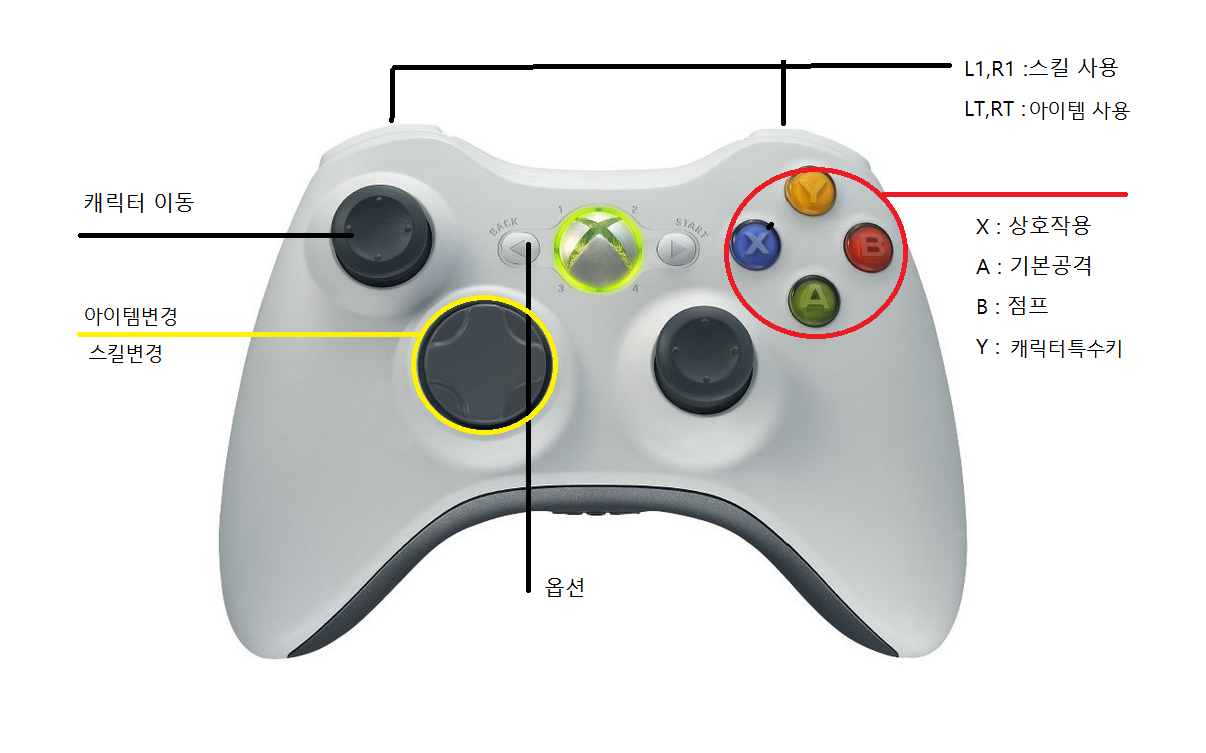 L1,R1 :스킬 사용
LT,RT :아이템 사용
캐릭터 이동
아이템변경
스킬변경
BACK
1
2
3
4
START
Y
X
B
A
X : 상호작용
A : 기본공격
B : 점프
Y : 캐릭터특수키
옵션